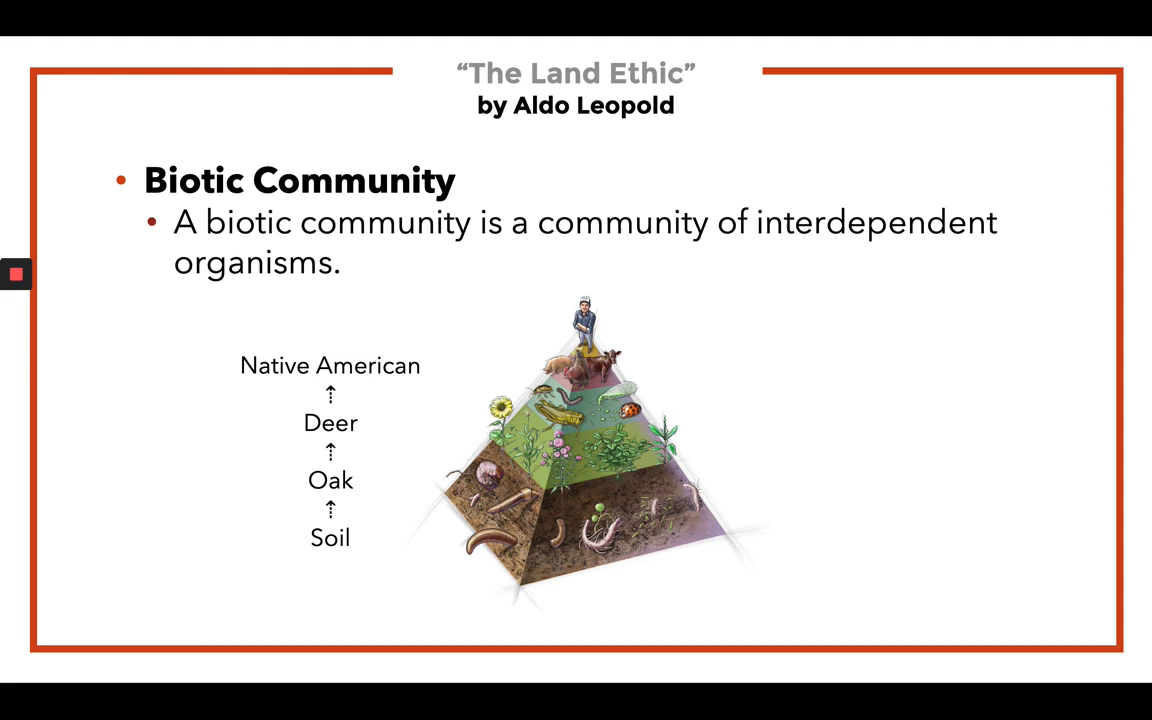 “The Land Ethic”
by Aldo Leopold
• Biotic Community
• A biotic community is a community of interdependent
organisms.
Native American
⇡
Deer
⇡
Oak
⇡
Soil